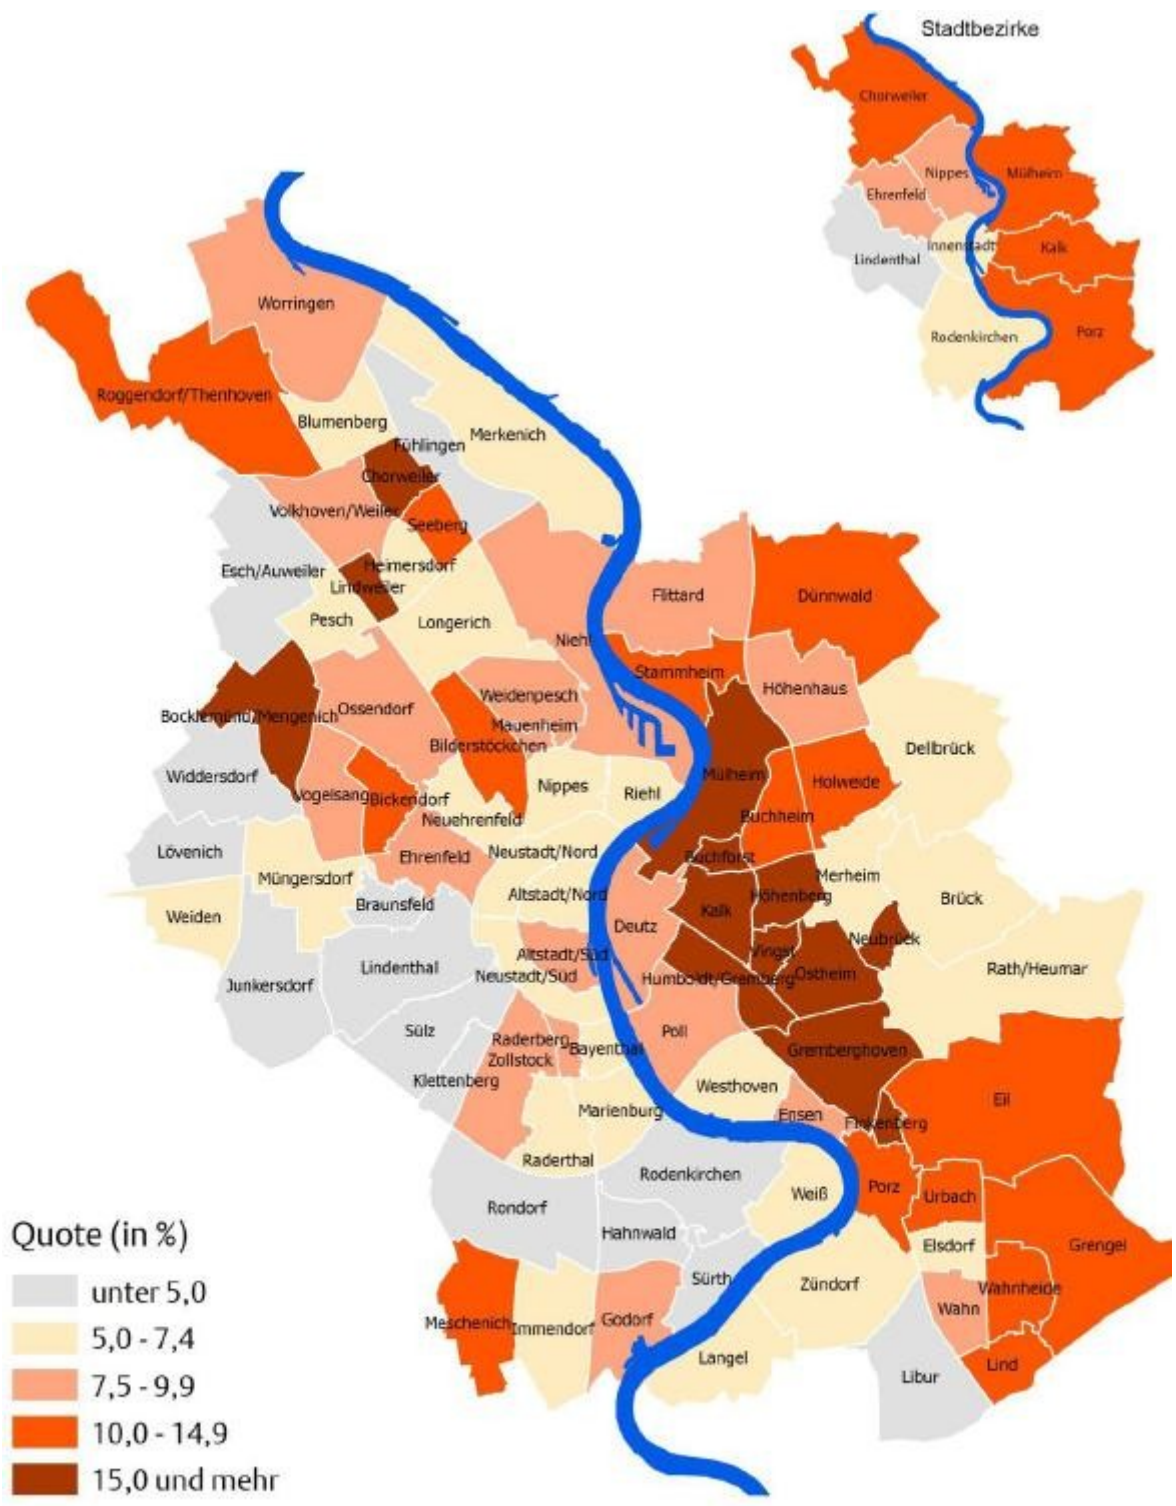 Stadtbezirke
Chorweiler
Nippes
Mülheim
Ehrenfeld
Innenstadt
Kalk
Lindenthal
Rodenkirchen
Porz
Worringen
Roggendorf/Thenhoven
Blumenberg
Merkenich
Fühlingen
Chorweiler
Volkhoven/Weiler
Seeberg
Heimersdorf
Esch/Auweiler
Lindweiler
Pesch
Longerich
Flittard
Dünnwald
Niehl
Stammheim
Höhenhaus
Weidenpesch
Bocklemünd/Mengenich
Ossendorf
Mauenheim
Bilderstöckchen
Dellbrück
Widdersdorf
Mülheim
Holweide
Vogelsang
Bickendorf
Nippes
Riehl
Neuehrenfeld
Buchheim
Lövenich
Ehrenfeld
Neustadt/Nord
Buchforst
Müngersdorf
Merheim
Altstadt/Nord
Höhenberg
Braunsfeld
Brück
Weiden
Kalk
Deutz
Neubrück
Altstadt/Süd
Vingst
Lindenthal
Rath/Heumar
Neustadt/Süd
Humboldt/Gremberg
Ostheim
Junkersdorf
Sülz
Raderberg
Poll
Zollstock
Bayenthal
Gremberghoven
Klettenberg
Westhoven
Eil
Marienburg
Ensen
Finkenberg
Raderthal
Rodenkirchen
Weiß
Porz
Urbach
Rondorf
Hahnwald
Elsdorf
Grengel
Sürth
Zündorf
Wahnheide
Wahn
Meschenich
Immendorf
Godorf
Langel
Lind
Libur
Quote (in %)
unter 5,0
5,0 - 7,4
7,5 - 9,9
10,0 - 14,9
15,0 und mehr